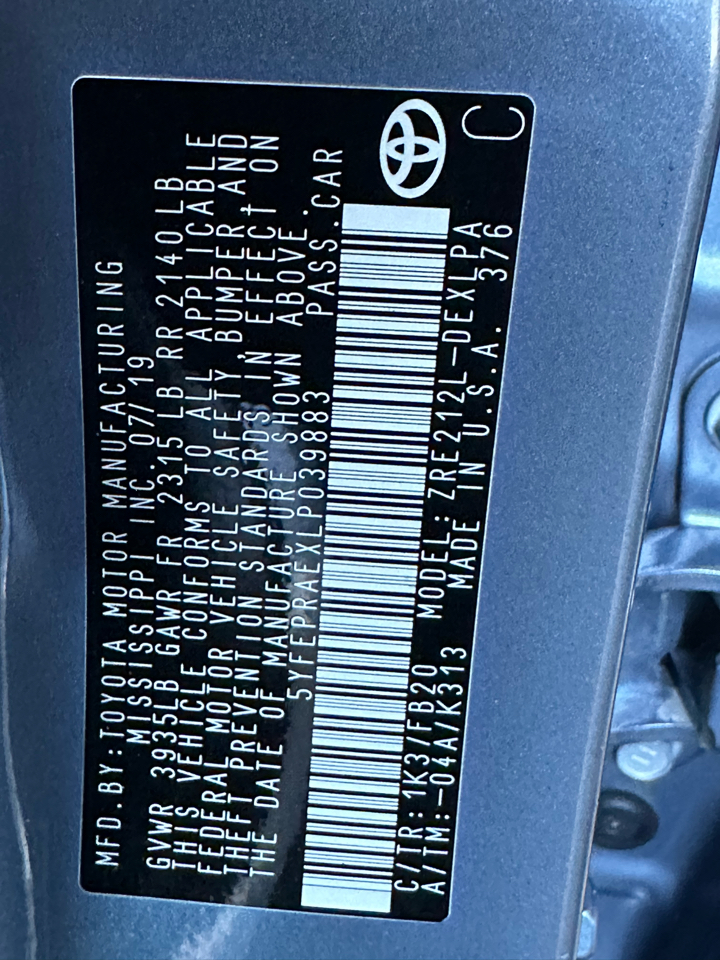 MFD.BY:TOYOTA MOTOR MANUFACTURING
MISSISSIPPI INC. 07/19
GVWR 3935LB GAWR FR 2315 LB RR 2140LB
THIS VEHICLE CONFORMS TO ALL APPLICABLE
FEDERAL MOTOR VEHICLE SAFETY, BUMPER, AND
THEFT PREVENTION STANDARDS IN EFFECT ON
THE DATE OF MANUFACTURE SHOWN ABOVE.
5YFEPRAEXLP039883 PASS.CAR
C/TR:1K3/FB20 MODEL:ZRE212L-DEXLPA
A/TM:-04A/K313 MADE IN U.S.A. 376
C